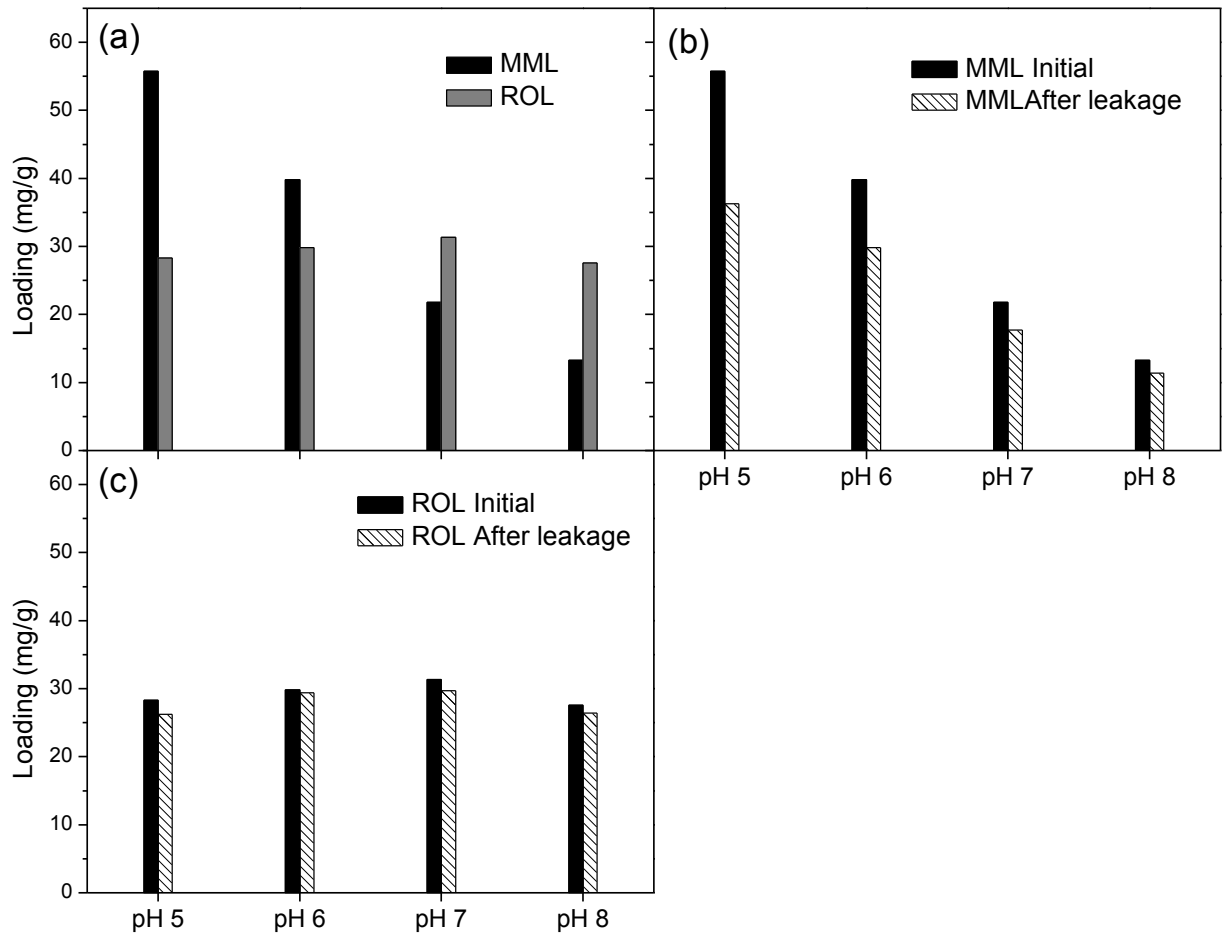 (a)
MML
ROL
Loading (mg/g)
60
50
40
30
20
10
0
(b)
MML Initial
MMLAfter leakage
pH 5 pH 6 pH 7 pH 8
(c)
ROL Initial
ROL After leakage
Loading (mg/g)
60
50
40
30
20
10
0
pH 5 pH 6 pH 7 pH 8